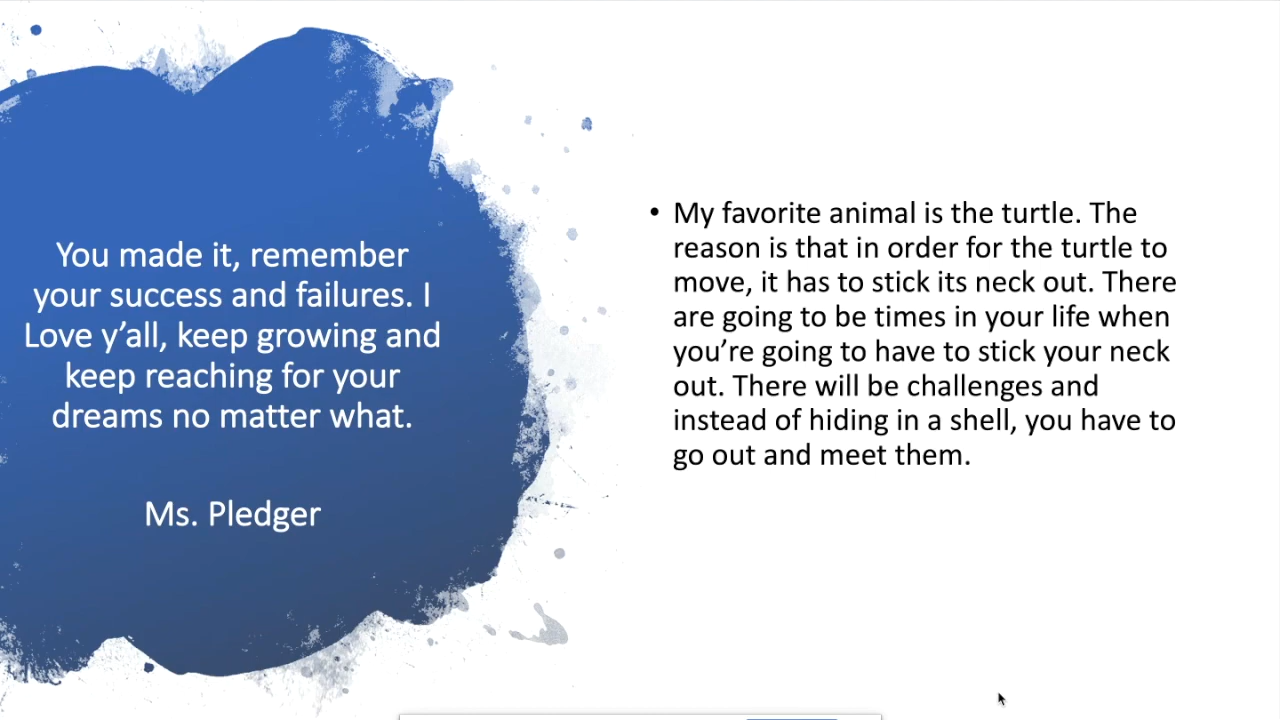 You made it, remember
your success and failures. I
Love y’all, keep growing and
keep reaching for your
dreams no matter what.
Ms. Pledger
• My favorite animal is the turtle. The
reason is that in order for the turtle to
move, it has to stick its neck out. There
are going to be times in your life when
you’re going to have to stick your neck
out. There will be challenges and
instead of hiding in a shell, you have to
go out and meet them.